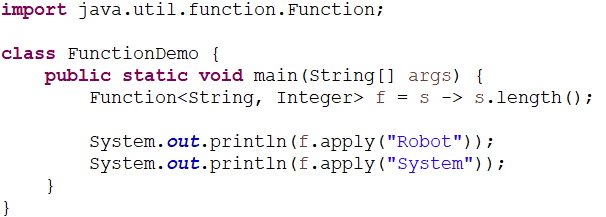 import java.util.function.Function;
class FunctionDemo {
    public static void main(String[] args) {
        Function<String, Integer> f = s -> s.length();
        System.out.println(f.apply("Robot"));
        System.out.println(f.apply("System"));
    }
}